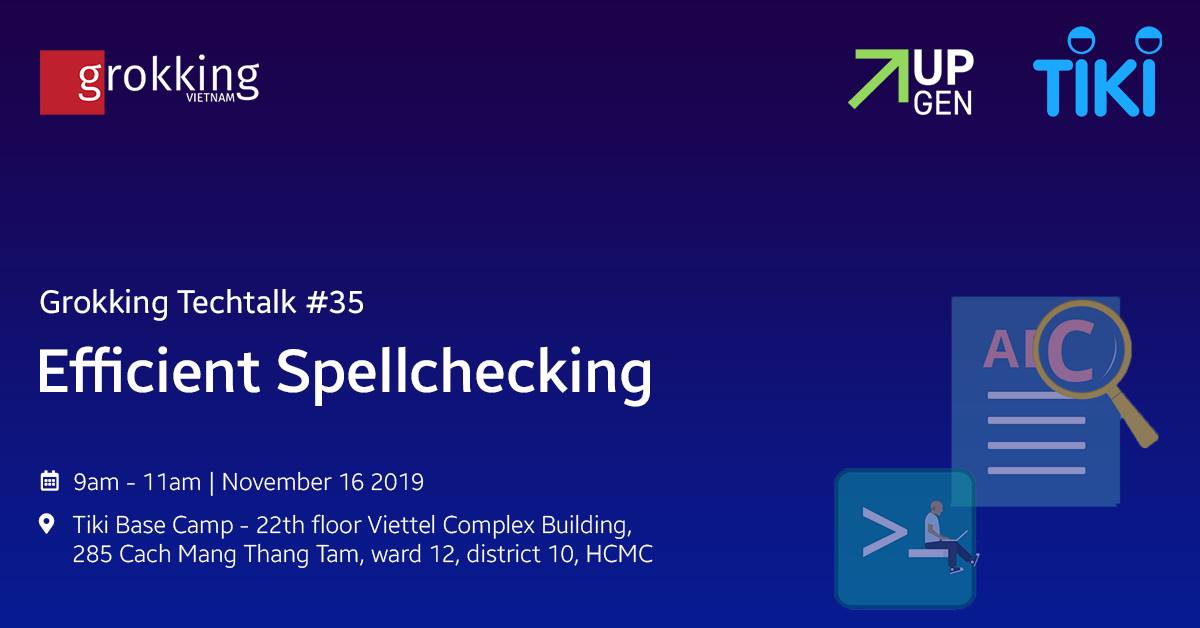 grokking
VIETNAM
UP
GEN
TIKI
Grokking Techtalk #35
Efficient Spellchecking
9am - 11am | November 16 2019
Tiki Base Camp - 22th floor Viettel Complex Building,
285 Cach Mang Thang Tam, ward 12, district 10, HCMC
C
>_